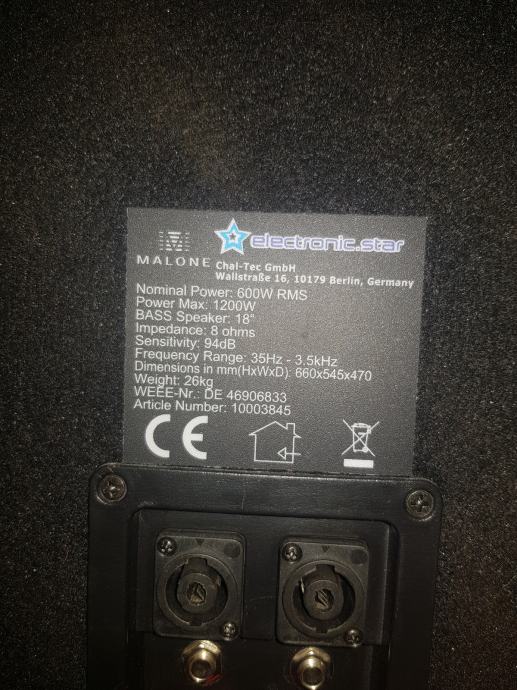 electronic.star
MALONE
Chal-Tec GmbH
Wallstraße 16, 10179 Berlin, Germany
Nominal Power: 600W RMS
Power Max: 1200W
BASS Speaker: 18"
Impedance: 8 ohms
Sensitivity: 94dB
Frequency Range: 35Hz - 3.5kHz
Dimensions in mm(HxWxD): 660x545x470
Weight: 26kg
WEEE-Nr.: DE 46906833
Article Number: 10003845
CE